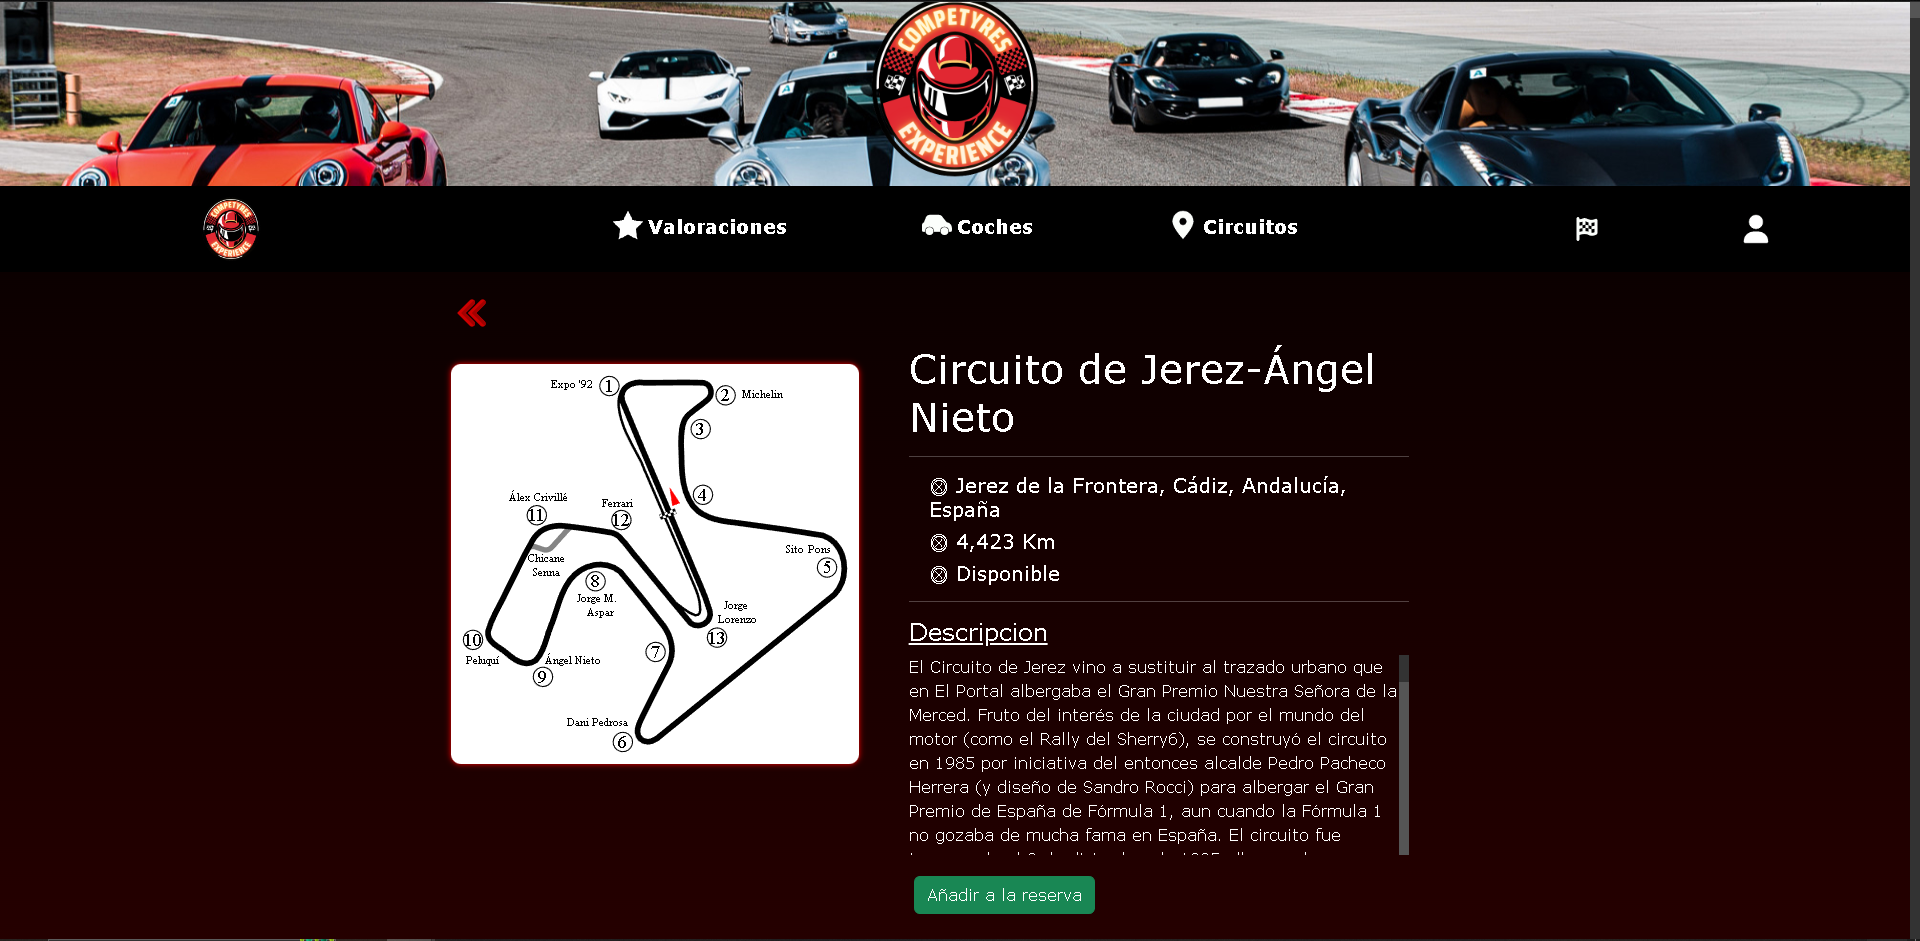 COMPETYRES
EXPERIENCE
COMPETYRES
EXPERIENCE
Valoraciones
Coches
Circuitos
Circuito de Jerez-Ángel
Nieto
Jerez de la Frontera, Cádiz, Andalucía,
España
4,423 Km
Disponible
Descripcion
El Circuito de Jerez vino a sustituir al trazado urbano que
en El Portal albergaba el Gran Premio Nuestra Señora de la
Merced. Fruto del interés de la ciudad por el mundo del
motor (como el Rally del Sherry6), se construyó el circuito
en 1985 por iniciativa del entonces alcalde Pedro Pacheco
Herrera (y diseño de Sandro Rocci) para albergar el Gran
Premio de España de Fórmula 1, aun cuando la Fórmula 1
no gozaba de mucha fama en España. El circuito fue
Añadir a la reserva
Expo '92 1
2 Michelin
3
4
Álex Crivillé
11
Ferrari
12
Chicane
Senna
Sito Pons
5
8
Jorge M.
Aspar
Jorge
Lorenzo
13
10
Peluquí
7
Ángel Nieto
9
Dani Pedrosa
6